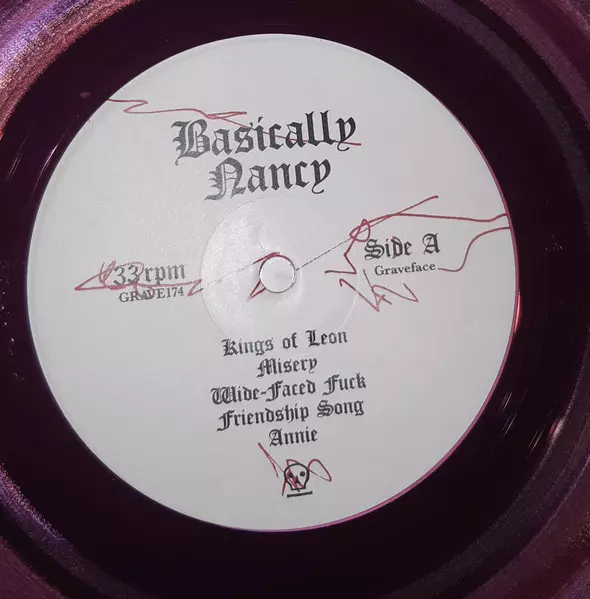 Basically
Nancy
33rpm
GRAVE174
Side A
Graveface
Kings of Leon
Misery
Wide-Faced Fuck
Friendship Song
Annie